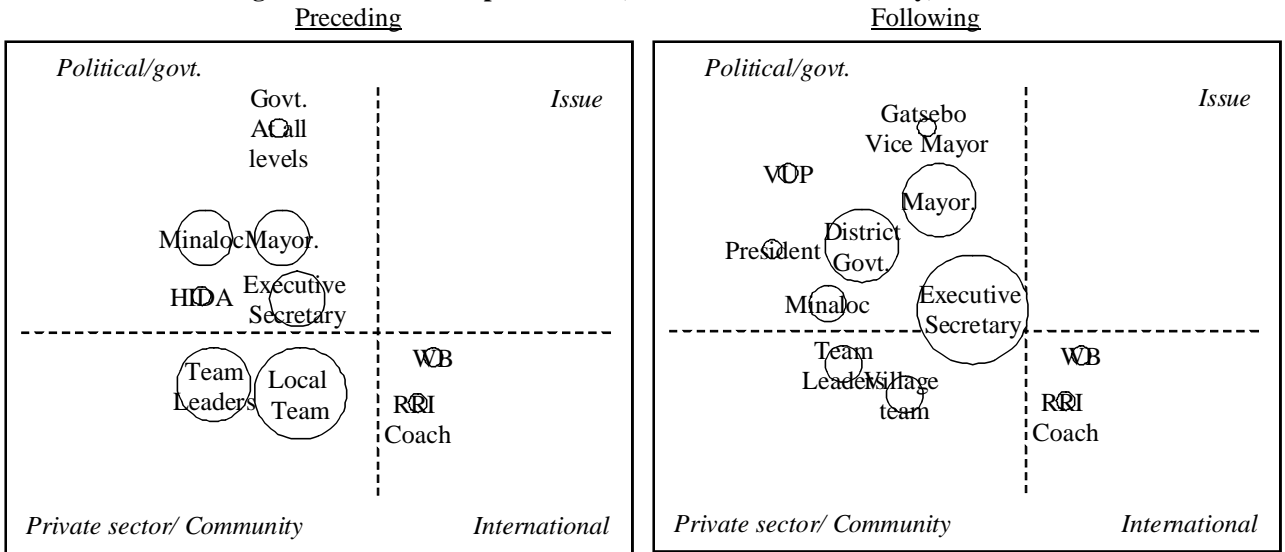 Preceding
Political/govt.
Issue
Govt.
At all
levels
Minaloc
Mayor.
HIDA
Executive
Secretary
Team
Leaders
Local
Team
WB
RRI
Coach
Private sector/ Community
International
Following
Political/govt.
Issue
Gatsebo
Vice Mayor
VUP
Mayor.
President
District
Govt.
Minaloc
Executive
Secretary
Team
Leaders
Village
team
WB
RRI
Coach
Private sector/ Community
International